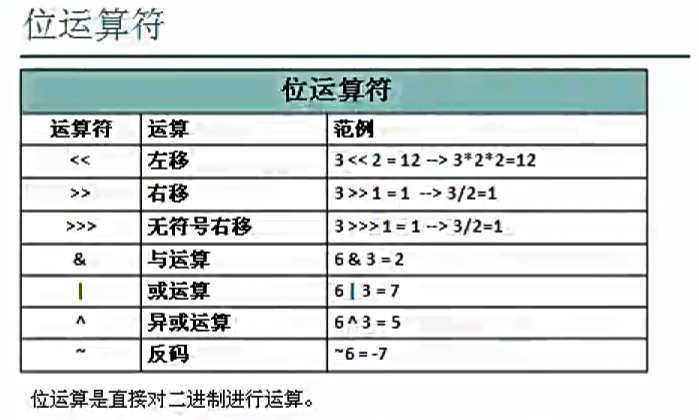 位运算符
位运算符
运算符 运算 范例
<< 左移 3 << 2 = 12 --> 3*2*2=12
>> 右移 3 >> 1 = 1 --> 3/2=1
>>> 无符号右移 3 >>> 1 = 1 --> 3/2=1
& 与运算 6 & 3 = 2
| 或运算 6 | 3 = 7
^ 异或运算 6 ^ 3 = 5
~ 反码 ~6 = -7
位运算是直接对二进制进行运算。